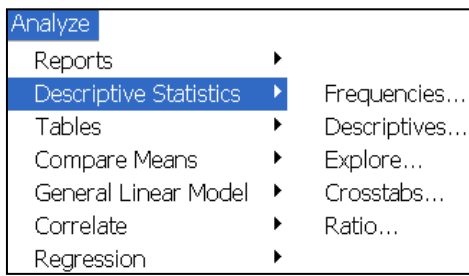 Analyze
Reports
Descriptive Statistics
Frequencies...
Tables
Descriptives...
Compare Means
Explore...
General Linear Model
Crosstabs...
Correlate
Ratio...
Regression